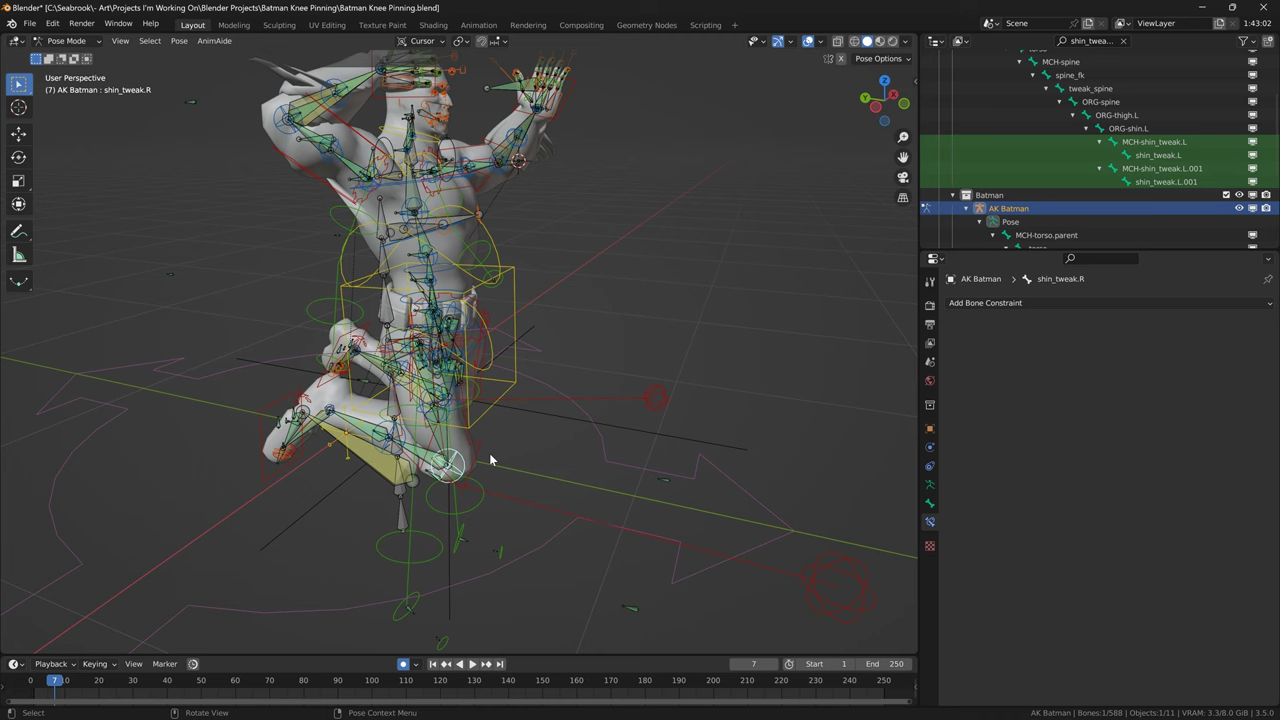 Blender* [C:\Seabrook\- Art\Projects I'm Working On\Blender Projects\Batman Knee Pinning\Batman Knee Pinning.blend]
File Edit Render Window Help Layout Modeling Sculpting UV Editing Texture Paint Shading Animation Rendering Compositing Geometry Nodes Scripting Scene ViewLayer 1:43:02
Pose Mode View Select Pose AnimAide Cursor shin_twea...
Pose Options
User Perspective
(7) AK Batman : shin_tweak.R
MCH-spine
spine_fk
tweak_spine
ORG-spine
ORG-thigh.L
ORG-shin.L
MCH-shin_tweak.L
shin_tweak.L
MCH-shin_tweak.L.001
shin_tweak.L.001
Batman
AK Batman
Pose
MCH-torso.parent
AK Batman > shin_tweak.R
Add Bone Constraint
Playback Keying View Marker 7 Start 1 End 250
0 7 10 20 30 40 50 60 70 80 90 100 110 120 130 140 150 160 170 180 190 200 210 220 230 240 250
Select Rotate View Pose Context Menu AK Batman | Bones:1/588 | Objects:1/11 | VRAM: 3.3/8.0 GiB | 3.5.0